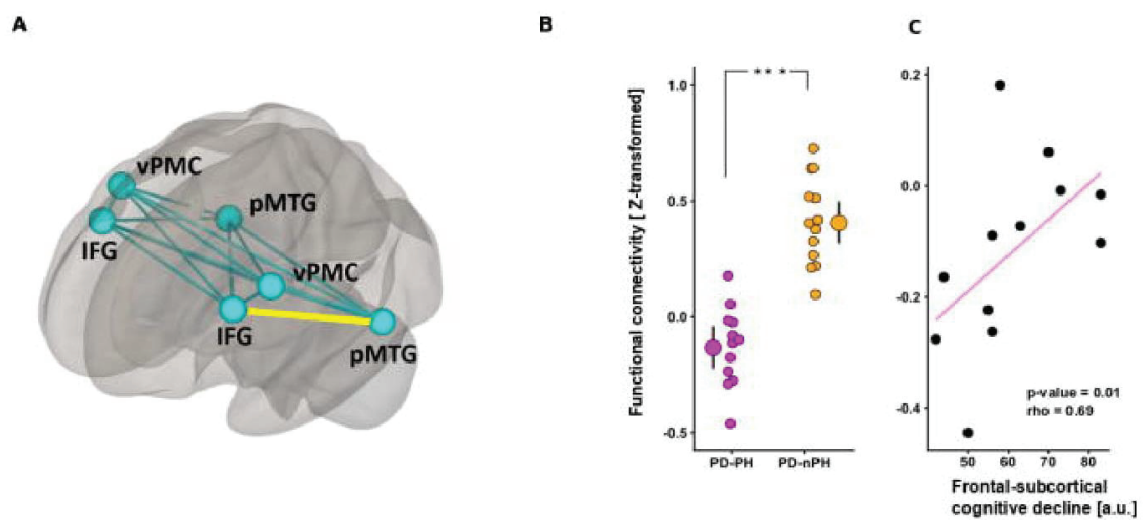 A
vPMC
pMTG
IFG
vPMC
IFG
pMTG
B
Functional connectivity [ Z-transformed]
1.0
0.5
0.0
-0.5
** *
PD-PH
PD-nPH
C
0.2
0.0
-0.2
-0.4
p-value = 0.01
rho = 0.69
50
60
70
80
Frontal-subcortical
cognitive decline [a.u.]